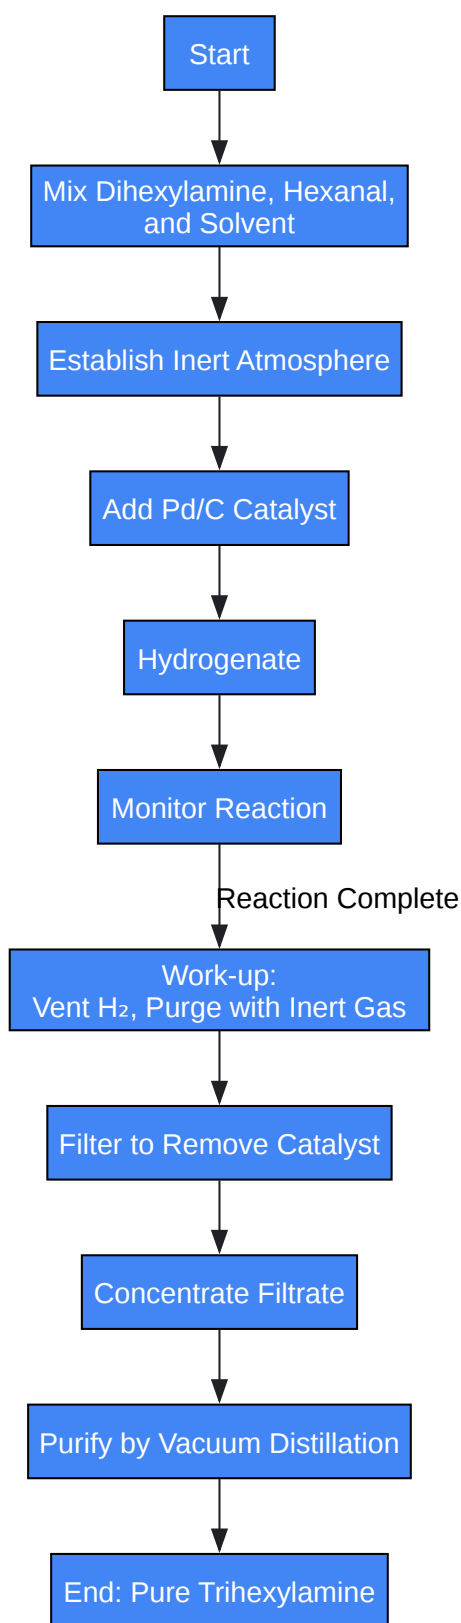 Start
Mix Dihexylamine, Hexanal,
and Solvent
Establish Inert Atmosphere
Add Pd/C Catalyst
Hydrogenate
Monitor Reaction
Reaction Complete
Work-up:
Vent H₂, Purge with Inert Gas
Filter to Remove Catalyst
Concentrate Filtrate
Purify by Vacuum Distillation
End: Pure Trihexylamine